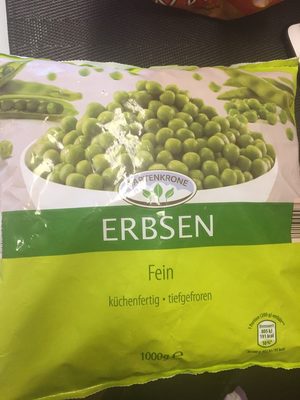 GARTENKRONE
ERBSEN
Fein
küchenfertig • tiefgefroren
1000g ℮